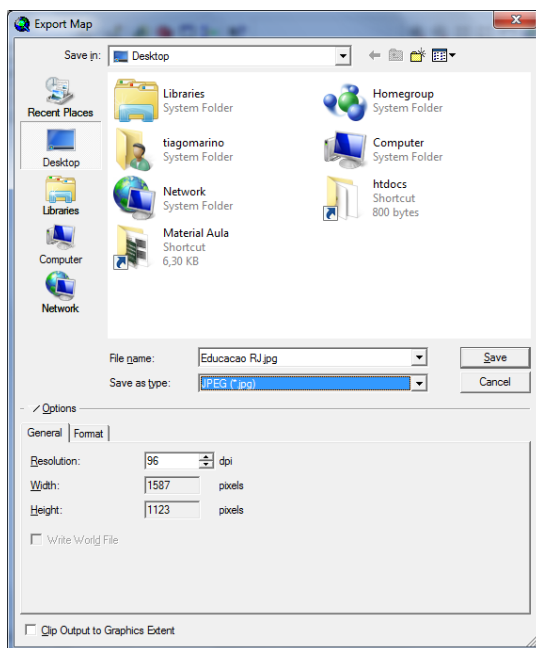 Export Map
Save in:
Desktop
Recent Places
Desktop
Libraries
Computer
Network
Libraries
System Folder
Homegroup
System Folder
tiagomarino
System Folder
Computer
System Folder
Network
System Folder
htdocs
Shortcut
800 bytes
Material Aula
Shortcut
6,30 KB
File name:
Educacao RJ.jpg
Save
Save as type:
JPEG (*.jpg)
Cancel
Options
General
Format
Resolution:
96
dpi
Width:
1587
pixels
Height:
1123
pixels
Write World File
Clip Output to Graphics Extent